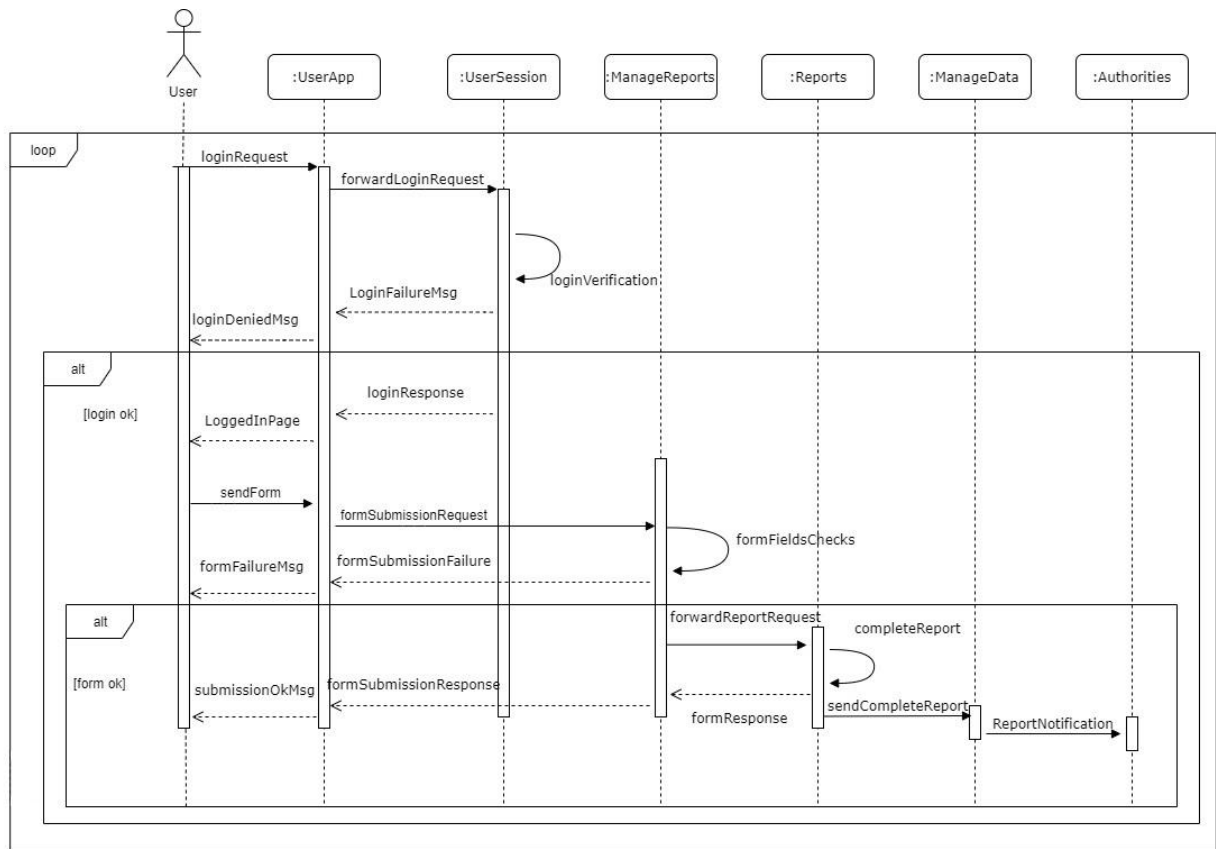 User
:UserApp
:UserSession
:ManageReports
:Reports
:ManageData
:Authorities
loop
loginRequest
forwardLoginRequest
loginVerification
LoginFailureMsg
loginDeniedMsg
alt
[login ok]
loginResponse
LoggedInPage
sendForm
formSubmissionRequest
formFieldsChecks
formSubmissionFailure
formFailureMsg
alt
[form ok]
forwardReportRequest
completeReport
formSubmissionResponse
submissionOkMsg
formResponse
sendCompleteReport
ReportNotification